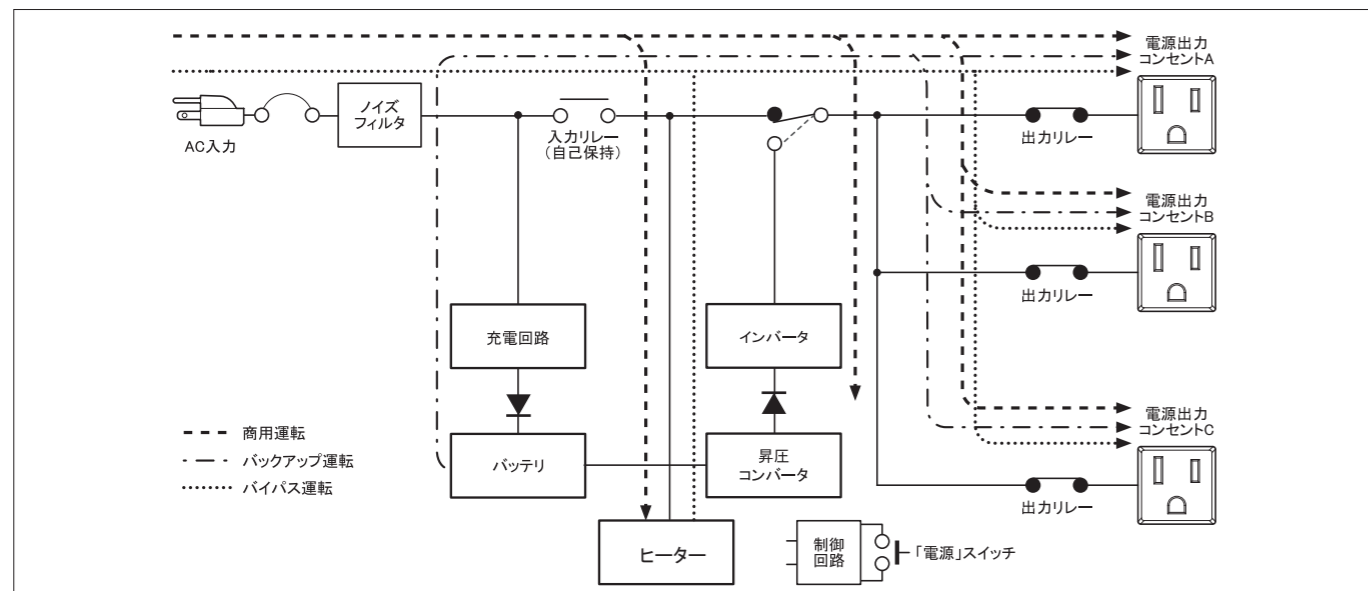 電源出力
コンセントA
ノイズ
フィルタ
AC入力
入力リレー
(自己保持)
出力リレー
電源出力
コンセントB
出力リレー
充電回路
インバータ
電源出力
コンセントC
商用運転
バックアップ運転
バイパス運転
バッテリ
昇圧
コンバータ
出力リレー
ヒーター
制御
回路
「電源」スイッチ